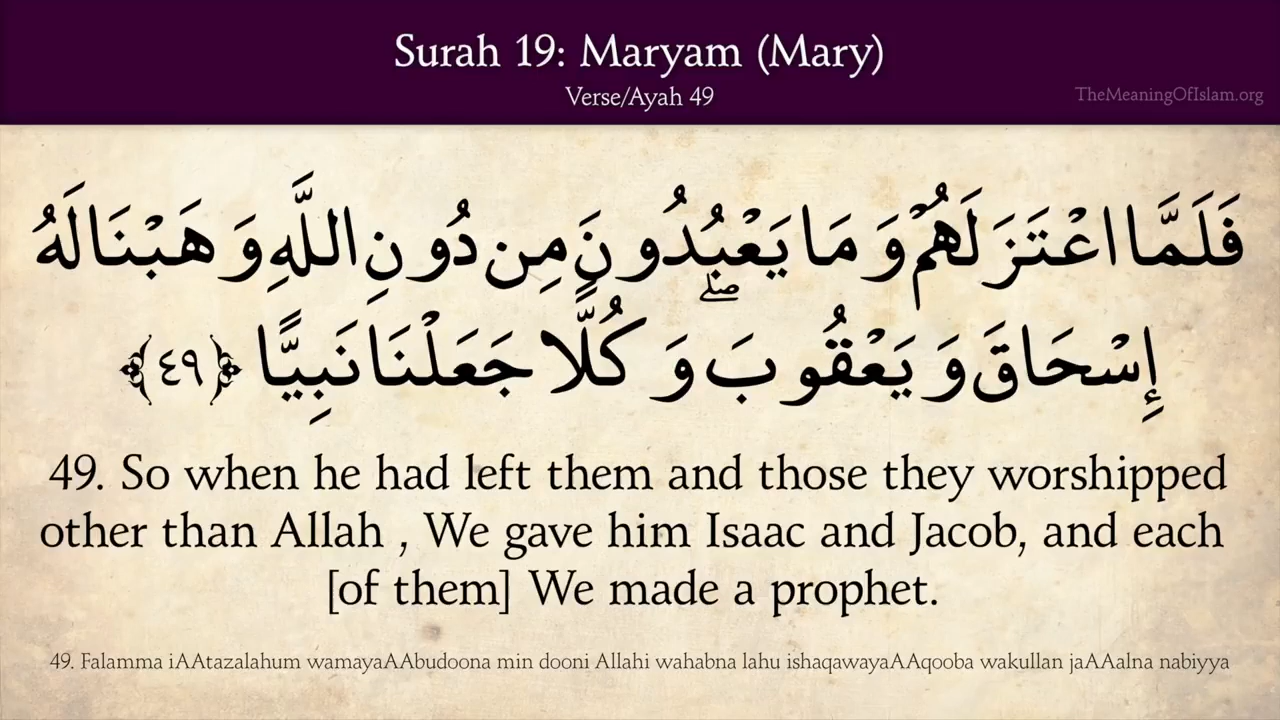 Surah 19: Maryam (Mary)
Verse/Ayah 49
TheMeaningOfIslam.org
فَلَمَّا اعْتَزَلَهُمْ وَمَا يَعْبُدُونَ مِن دُونِ اللَّهِ وَهَبْنَا لَهُ
إِسْحَاقَ وَيَعْقُوبَ ۖ وَكُلًّا جَعَلْنَا نَبِيًّا ﴿٤٩﴾
49. So when he had left them and those they worshipped
other than Allah , We gave him Isaac and Jacob, and each
[of them] We made a prophet.
49. Falamma iAAtazalahum wamayaAAbudoona min dooni Allahi wahabna lahu ishaqawayaAAqooba wakullan jaAAalna nabiyya